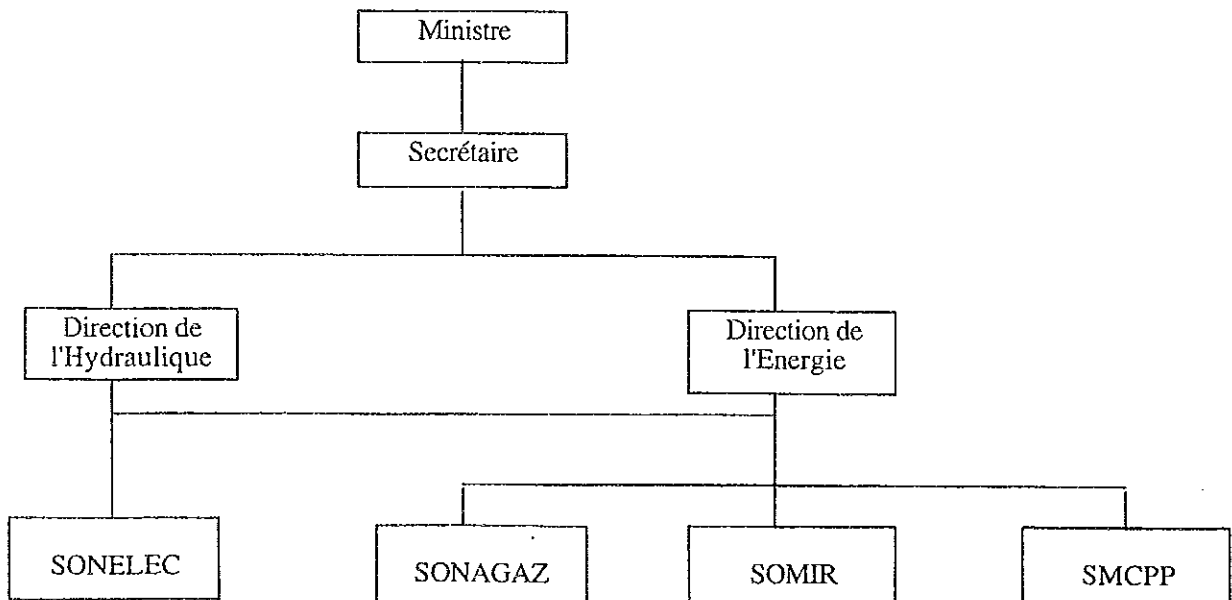 Ministre
Secrétaire
Direction de
l'Hydraulique
Direction de
l'Energie
SONELEC
SONAGAZ
SOMIR
SMCPP